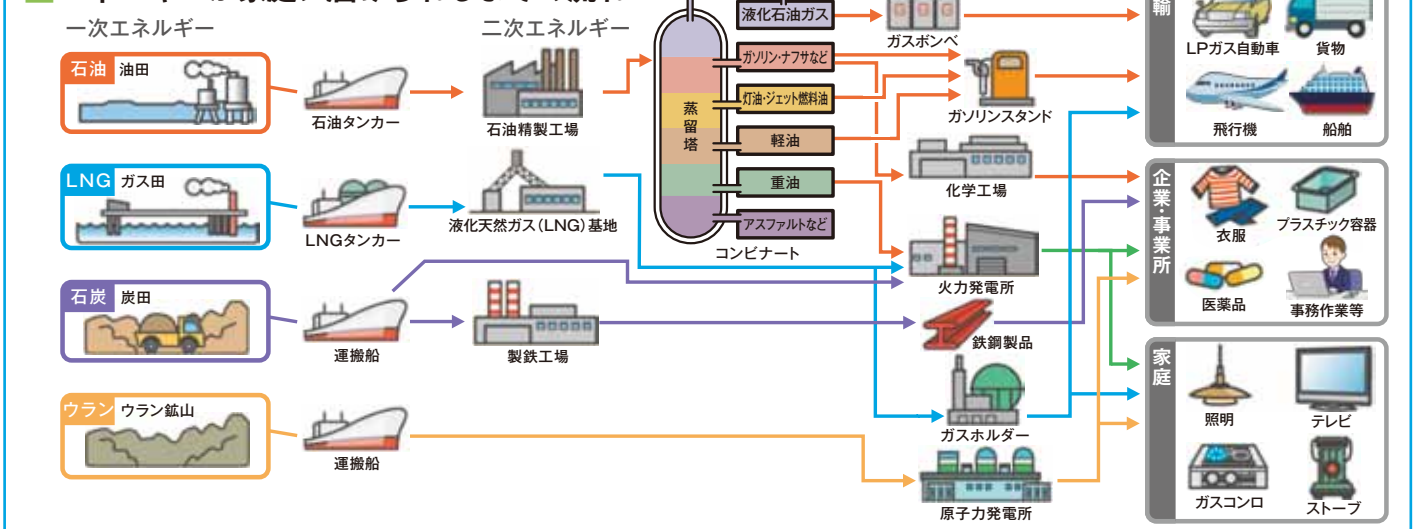 一次エネルギー
二次エネルギー
石油 油田
石油タンカー
石油精製工場
LNG ガス田
LNGタンカー
液化天然ガス(LNG)基地
石炭 炭田
運搬船
製鉄工場
ウラン ウラン鉱山
運搬船
蒸留塔
液化石油ガス
ガソリン・ナフサなど
灯油・ジェット燃料油
軽油
重油
アスファルトなど
コンビナート
GGG
ガスボンベ
ガソリンスタンド
化学工場
火力発電所
鉄鋼製品
ガスホルダー
原子力発電所
輸
LPガス自動車
貨物
飛行機
船舶
企業・事業所
衣服
プラスチック容器
医薬品
事務作業等
家庭
照明
テレビ
ガスコンロ
ストーブ